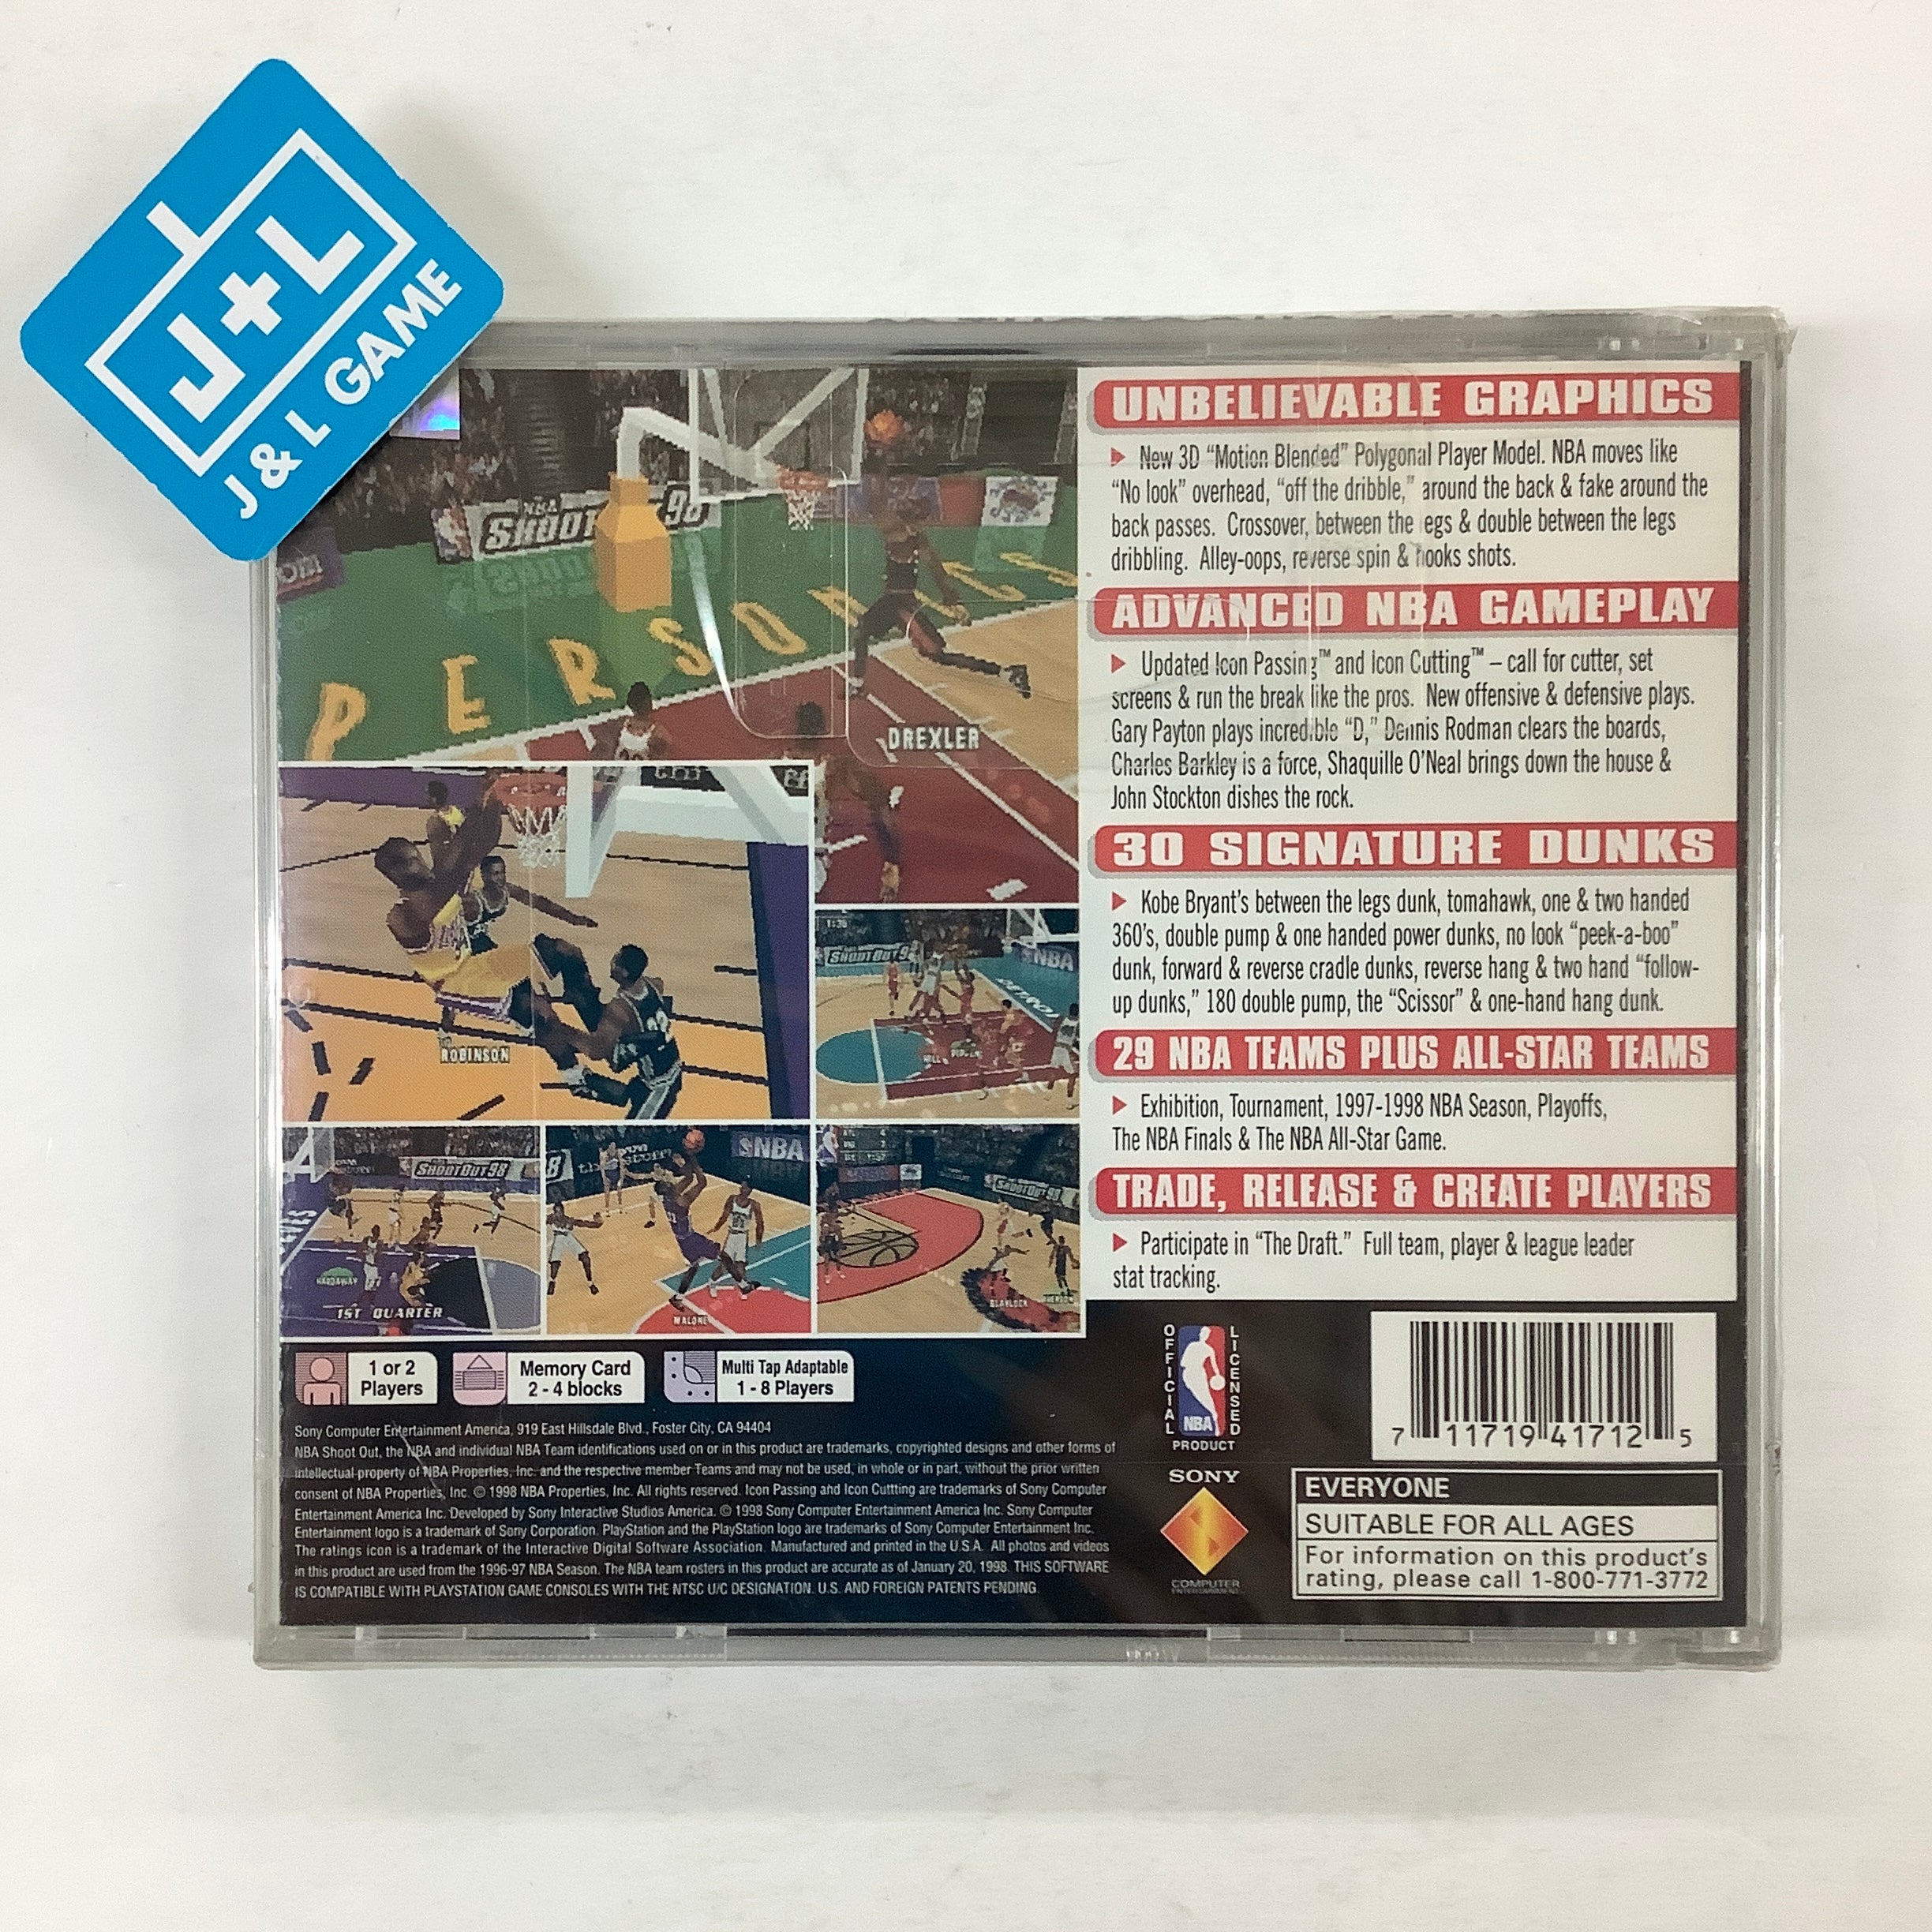 J+L
J & L GAME
NBA
SHOOTOUT 98
PERSONICS
DREXLER
ROBINSON
32
1:36
SHOOTOUT 9
NBA
DETROIT
HILL
SHOOTOUT 98
HARDAWAY
1ST QUARTER
8
NBA
MALONE
SHOOTOUT 98
BLAYLOCK
UNBELIEVABLE GRAPHICS
New 3D “Motion Blended” Polygonal Player Model. NBA moves like
“No look” overhead, “off the dribble,” around the back & fake around the
back passes. Crossover, between the legs & double between the legs
dribbling. Alley-oops, reverse spin & hooks shots.
ADVANCED NBA GAMEPLAY
Updated Icon Passing™ and Icon Cutting™ – call for cutter, set
screens & run the break like the pros. New offensive & defensive plays.
Gary Payton plays incredible “D,” Dennis Rodman clears the boards,
Charles Barkley is a force, Shaquille O’Neal brings down the house &
John Stockton dishes the rock.
30 SIGNATURE DUNKS
Kobe Bryant’s between the legs dunk, tomahawk, one & two handed
360’s, double pump & one handed power dunks, no look “peek-a-boo”
dunk, forward & reverse cradle dunks, reverse hang & two hand “follow-
up dunks,” 180 double pump, the “Scissor” & one-hand hang dunk.
29 NBA TEAMS PLUS ALL-STAR TEAMS
Exhibition, Tournament, 1997-1998 NBA Season, Playoffs,
The NBA Finals & The NBA All-Star Game.
TRADE, RELEASE & CREATE PLAYERS
Participate in “The Draft.” Full team, player & league leader
stat tracking.
1 or 2
Players
Memory Card
2 - 4 blocks
Multi Tap Adaptable
1 - 8 Players
Sony Computer Entertainment America, 919 East Hillsdale Blvd., Foster City, CA 94404
NBA Shoot Out, the NBA and individual NBA Team identifications used on or in this product are trademarks, copyrighted designs and other forms of
intellectual property of NBA Properties, Inc. and the respective member Teams and may not be used, in whole or in part, without the prior written
consent of NBA Properties, Inc. © 1998 NBA Properties, Inc. All rights reserved. Icon Passing and Icon Cuttting are trademarks of Sony Computer
Entertainment America Inc. Developed by Sony Interactive Studios America. © 1998 Sony Computer Entertainment America Inc. Sony Computer
Entertainment logo is a trademark of Sony Corporation. PlayStation and the PlayStation logo are trademarks of Sony Computer Entertainment Inc.
The ratings icon is a trademark of the Interactive Digital Software Association. Manufactured and printed in the U.S.A. All photos and videos
in this product are used from the 1996-97 NBA Season. The NBA team rosters in this product are accurate as of January 20, 1998. THIS SOFTWARE
IS COMPATIBLE WITH PLAYSTATION GAME CONSOLES WITH THE NTSC U/C DESIGNATION. U.S. AND FOREIGN PATENTS PENDING.
OFFICIAL
LICENSED
NBA
PRODUCT
SONY
COMPUTER
ENTERTAINMENT
7 11719 41712 5
EVERYONE
SUITABLE FOR ALL AGES
For information on this product's
rating, please call 1-800-771-3772